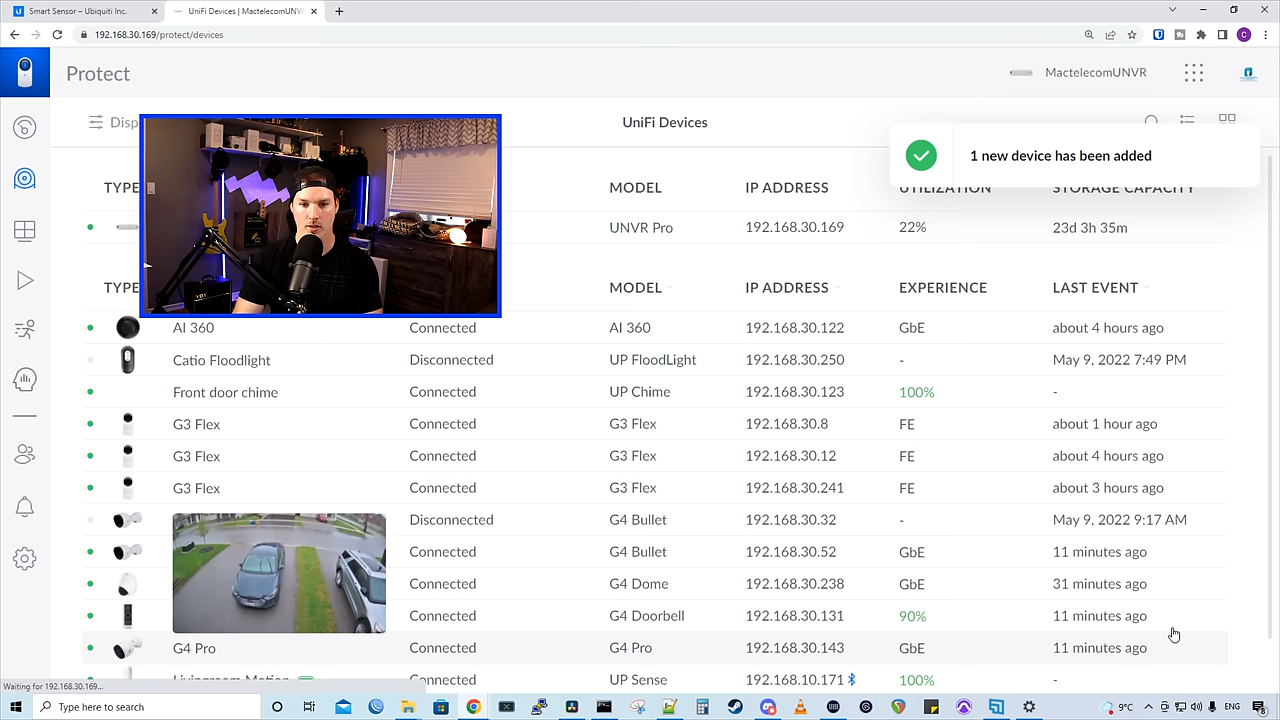 Smart Sensor – Ubiquiti Inc.
UniFi Devices | MactelecomUNV
192.168.30.169/protect/devices
Protect
MactelecomUNVR
Disp
UniFi Devices
1 new device has been added
TYPE MODEL IP ADDRESS UTILIZATION STORAGE CAPACITY
UNVR Pro 192.168.30.169 22% 23d 3h 35m
TYPE MODEL IP ADDRESS EXPERIENCE LAST EVENT
AI 360 Connected AI 360 192.168.30.122 GbE about 4 hours ago
Catio Floodlight Disconnected UP FloodLight 192.168.30.250 - May 9, 2022 7:49 PM
Front door chime Connected UP Chime 192.168.30.123 100% -
G3 Flex Connected G3 Flex 192.168.30.8 FE about 1 hour ago
G3 Flex Connected G3 Flex 192.168.30.12 FE about 4 hours ago
G3 Flex Connected G3 Flex 192.168.30.241 FE about 3 hours ago
Disconnected G4 Bullet 192.168.30.32 - May 9, 2022 9:17 AM
Connected G4 Bullet 192.168.30.52 GbE 11 minutes ago
Connected G4 Dome 192.168.30.238 GbE 31 minutes ago
Connected G4 Doorbell 192.168.30.131 90% 11 minutes ago
G4 Pro Connected G4 Pro 192.168.30.143 GbE 11 minutes ago
Livingroom Motion Connected UP Sense 192.168.10.171 100% -
Waiting for 192.168.30.169...
Type here to search
9°C
ENG